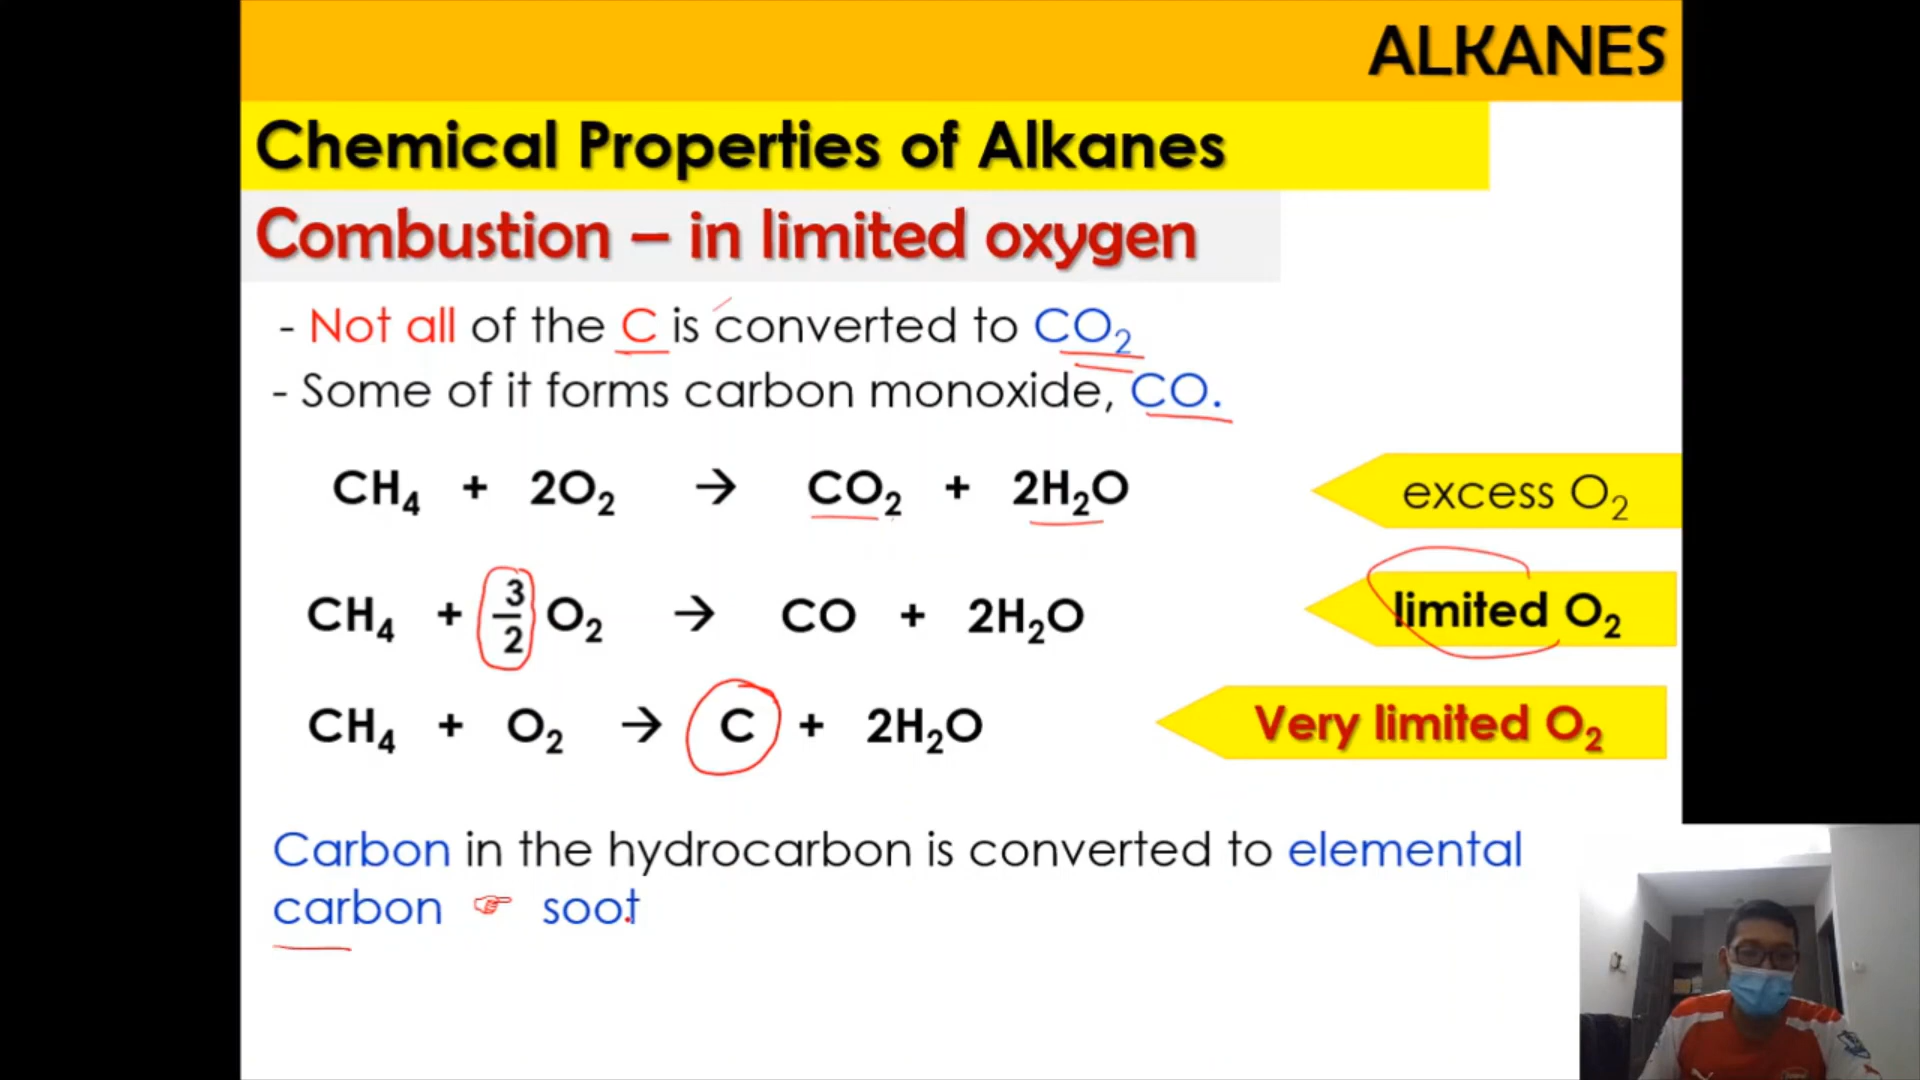 ALKANES
Chemical Properties of Alkanes
Combustion – in limited oxygen
- Not all of the C is converted to CO₂
- Some of it forms carbon monoxide, CO.
CH₄ + 2O₂ → CO₂ + 2H₂O
excess O₂
CH₄ + 3/2 O₂ → CO + 2H₂O
limited O₂
CH₄ + O₂ → C + 2H₂O
Very limited O₂
Carbon in the hydrocarbon is converted to elemental
carbon ☞ soot